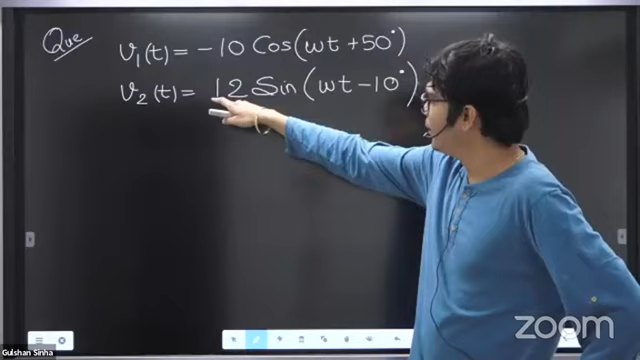 Que
v₁(t) = -10 Cos(ωt + 50°)
v₂(t) = 12 Sin(ωt - 10°)
Gulshan Sinha
zoom